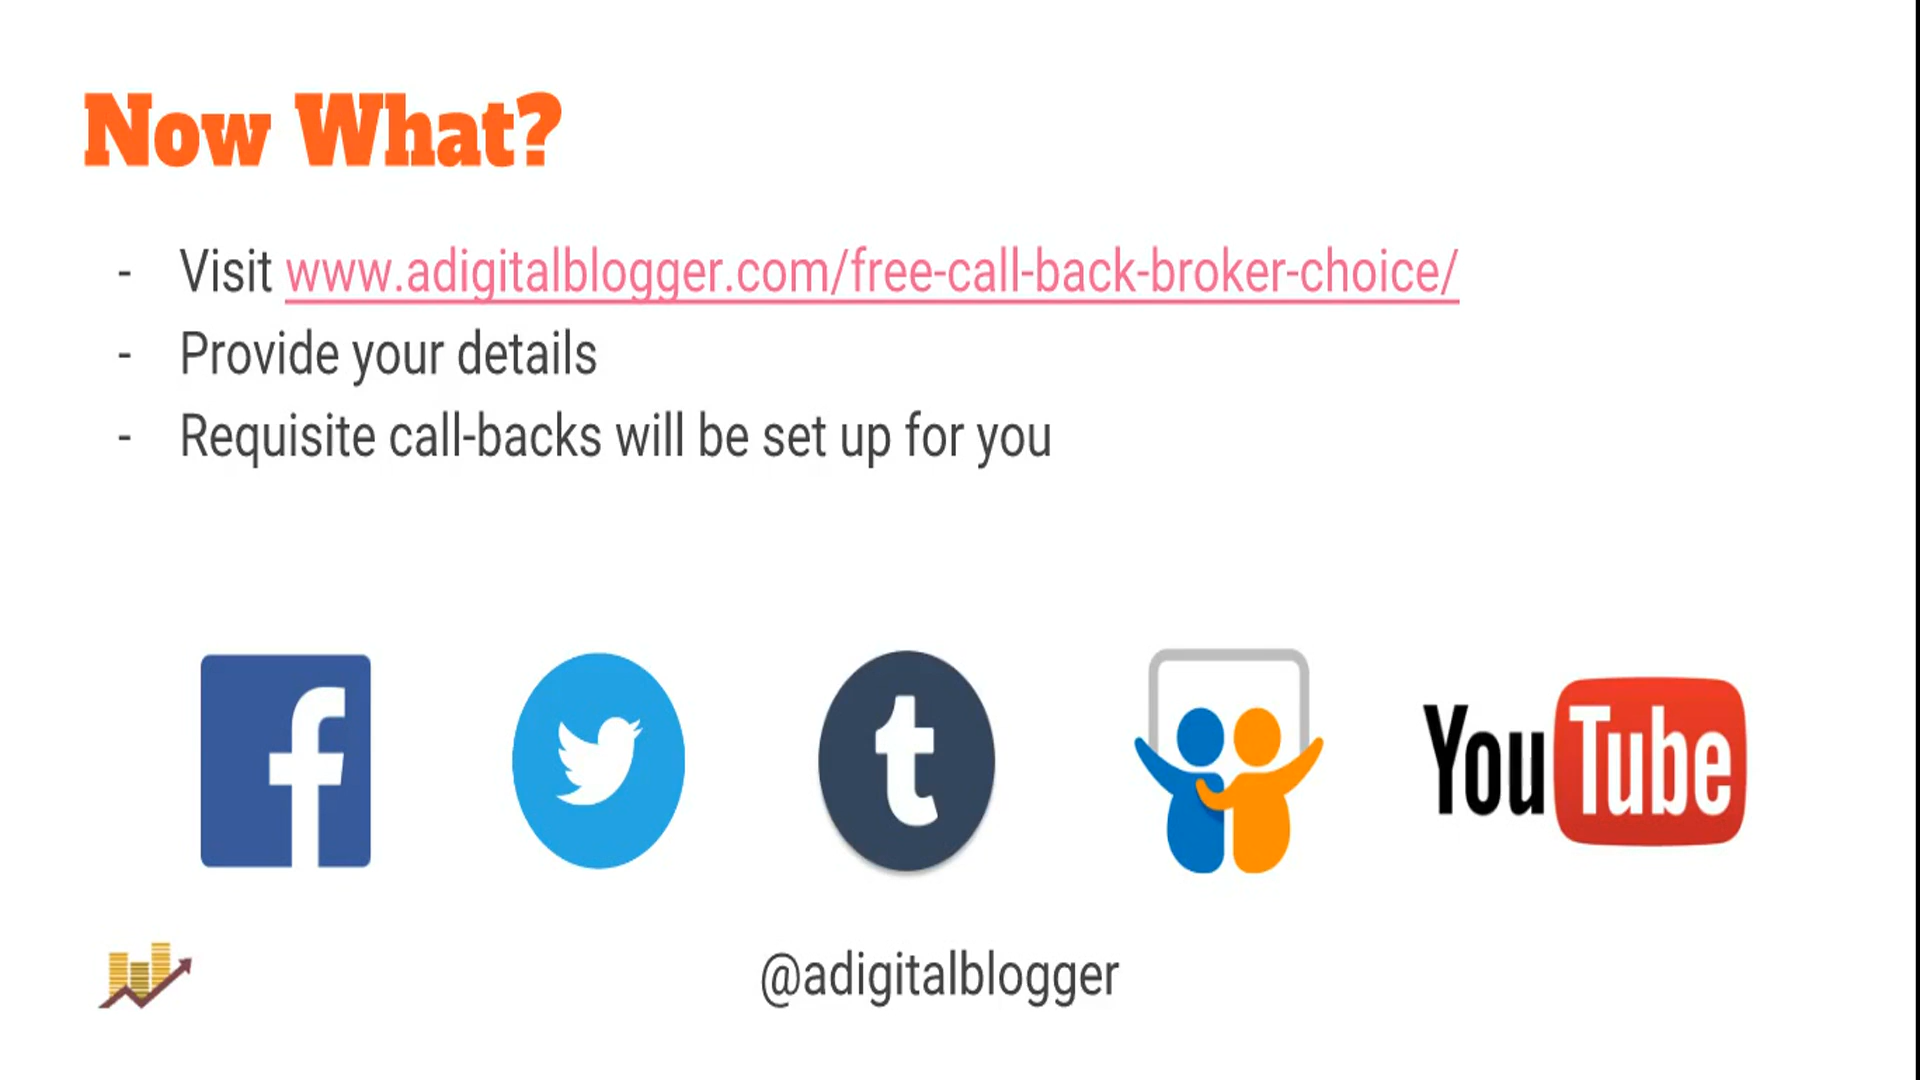 Now What?
- Visit www.adigitalblogger.com/free-call-back-broker-choice/
- Provide your details
- Requisite call-backs will be set up for you
f
t
YouTube
@adigitalblogger